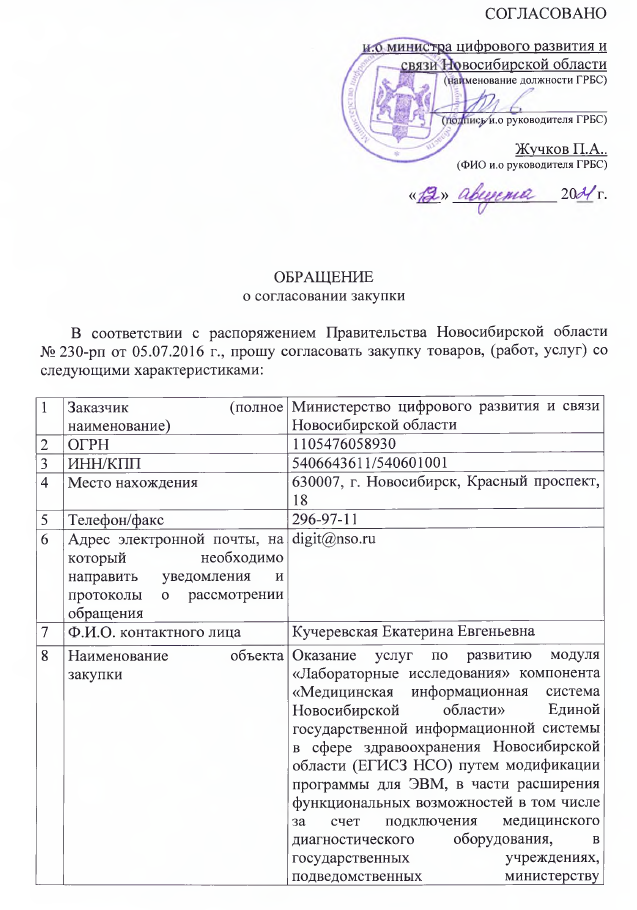 СОГЛАСОВАНО
и.о министра цифрового развития и
связи Новосибирской области
(наименование должности ГРБС)
(подпись и.о руководителя ГРБС)
Жучков П.А..
(ФИО и.о руководителя ГРБС)
«12» августа 2021 г.
ОБРАЩЕНИЕ
о согласовании закупки
В соответствии с распоряжением Правительства Новосибирской области
№ 230-рп от 05.07.2016 г., прошу согласовать закупку товаров, (работ, услуг) со
следующими характеристиками:
1 Заказчик (полное наименование) Министерство цифрового развития и связи
Новосибирской области
2 ОГРН 1105476058930
3 ИНН/КПП 5406643611/540601001
4 Место нахождения 630007, г. Новосибирск, Красный проспект,
18
5 Телефон/факс 296-97-11
6 Адрес электронной почты, на digit@nso.ru
который необходимо
направить уведомления и
протоколы о рассмотрении
обращения
7 Ф.И.О. контактного лица Кучеревская Екатерина Евгеньевна
8 Наименование объекта
закупки
Оказание услуг по развитию модуля
«Лабораторные исследования» компонента
«Медицинская информационная система
Новосибирской области» Единой
государственной информационной системы
в сфере здравоохранения Новосибирской
области (ЕГИСЗ НСО) путем модификации
программы для ЭВМ, в части расширения
функциональных возможностей в том числе
за счет подключения медицинского
диагностического оборудования, в
государственных учреждениях,
подведомственных министерству